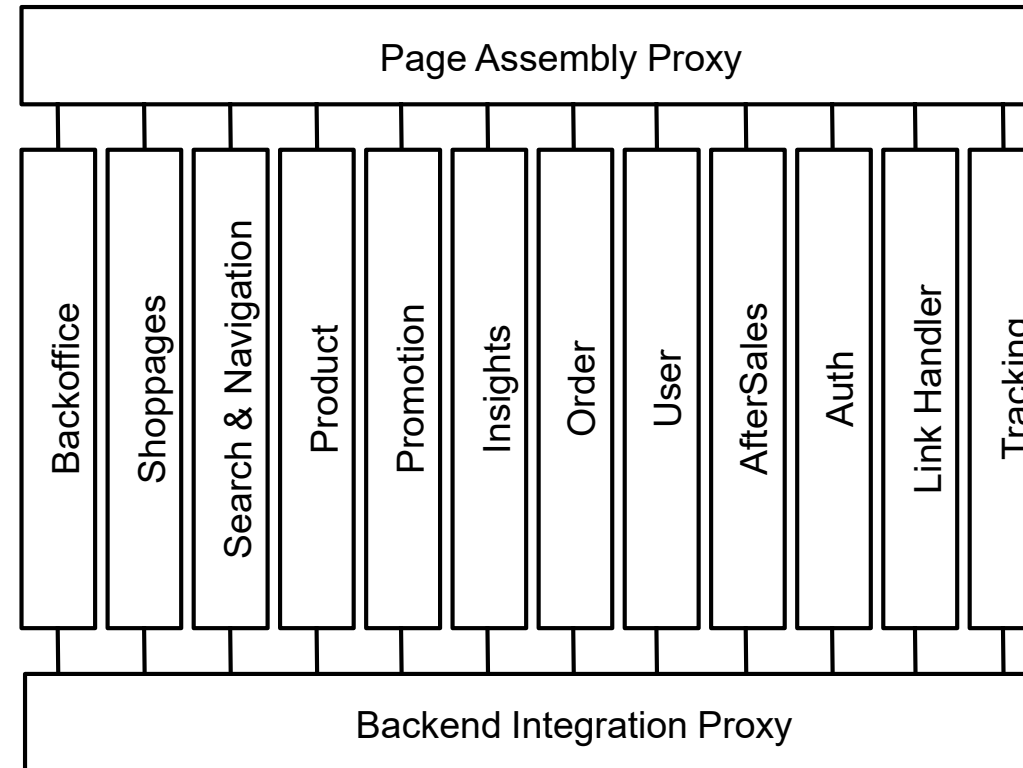 Page Assembly Proxy
Backoffice
Shoppages
Search & Navigation
Product
Promotion
Insights
Order
User
AfterSales
Auth
Link Handler
Tracking
Backend Integration Proxy